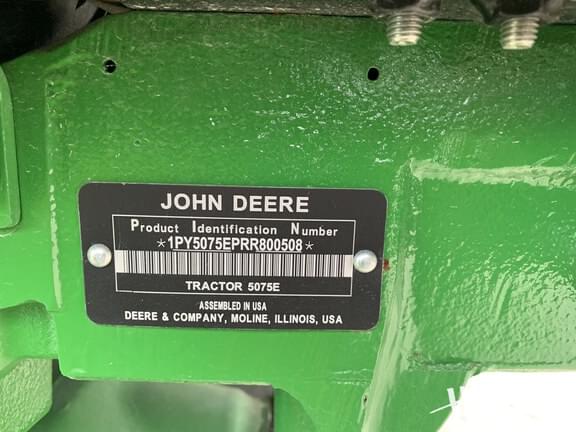 JOHN DEERE
Product Identification Number
*1PY5075EPRR800508*
TRACTOR 5075E
ASSEMBLED IN USA
DEERE & COMPANY, MOLINE, ILLINOIS, USA